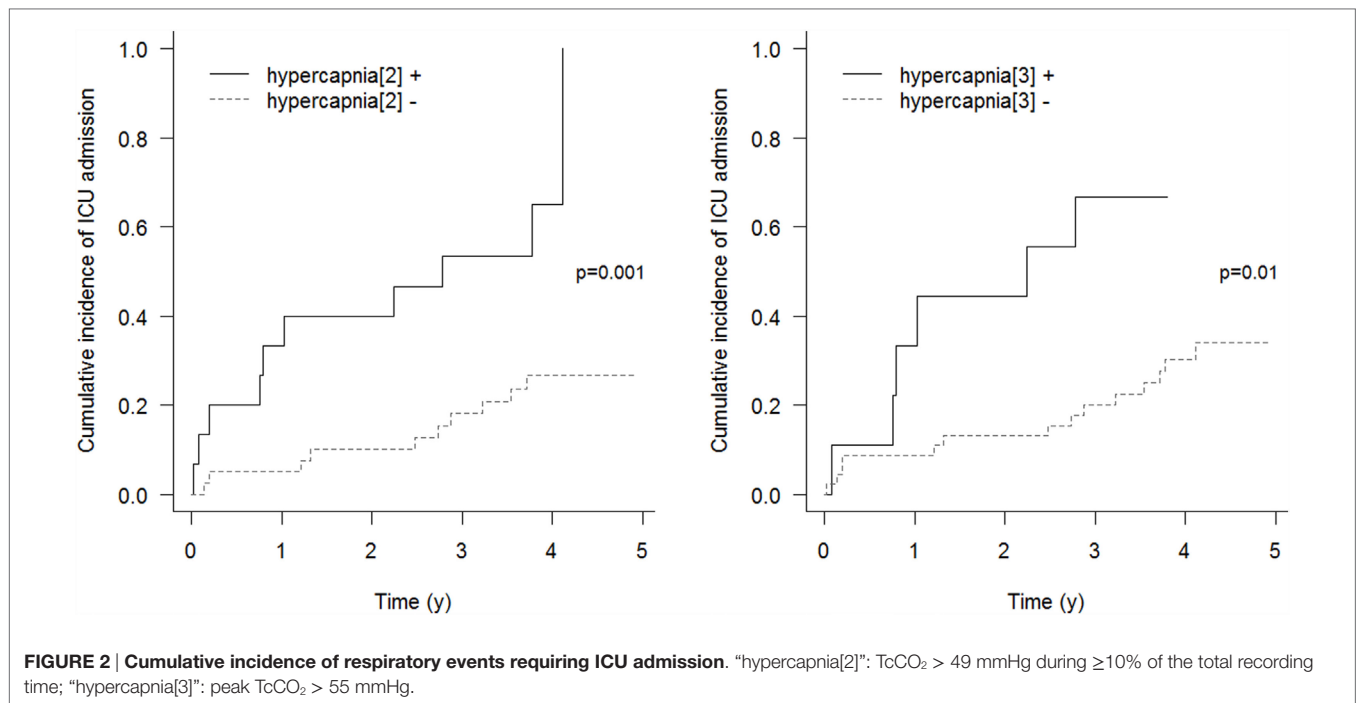 Cumulative incidence of ICU admission
1.0
0.8
0.6
0.4
0.2
0.0
hypercapnia[2] +
hypercapnia[2] -
p=0.001
0 1 2 3 4 5
Time (y)
Cumulative incidence of ICU admission
1.0
0.8
0.6
0.4
0.2
0.0
hypercapnia[3] +
hypercapnia[3] -
p=0.01
0 1 2 3 4 5
Time (y)
FIGURE 2 | Cumulative incidence of respiratory events requiring ICU admission. “hypercapnia[2]”: TcCO₂ > 49 mmHg during ≥10% of the total recording
time; “hypercapnia[3]”: peak TcCO₂ > 55 mmHg.